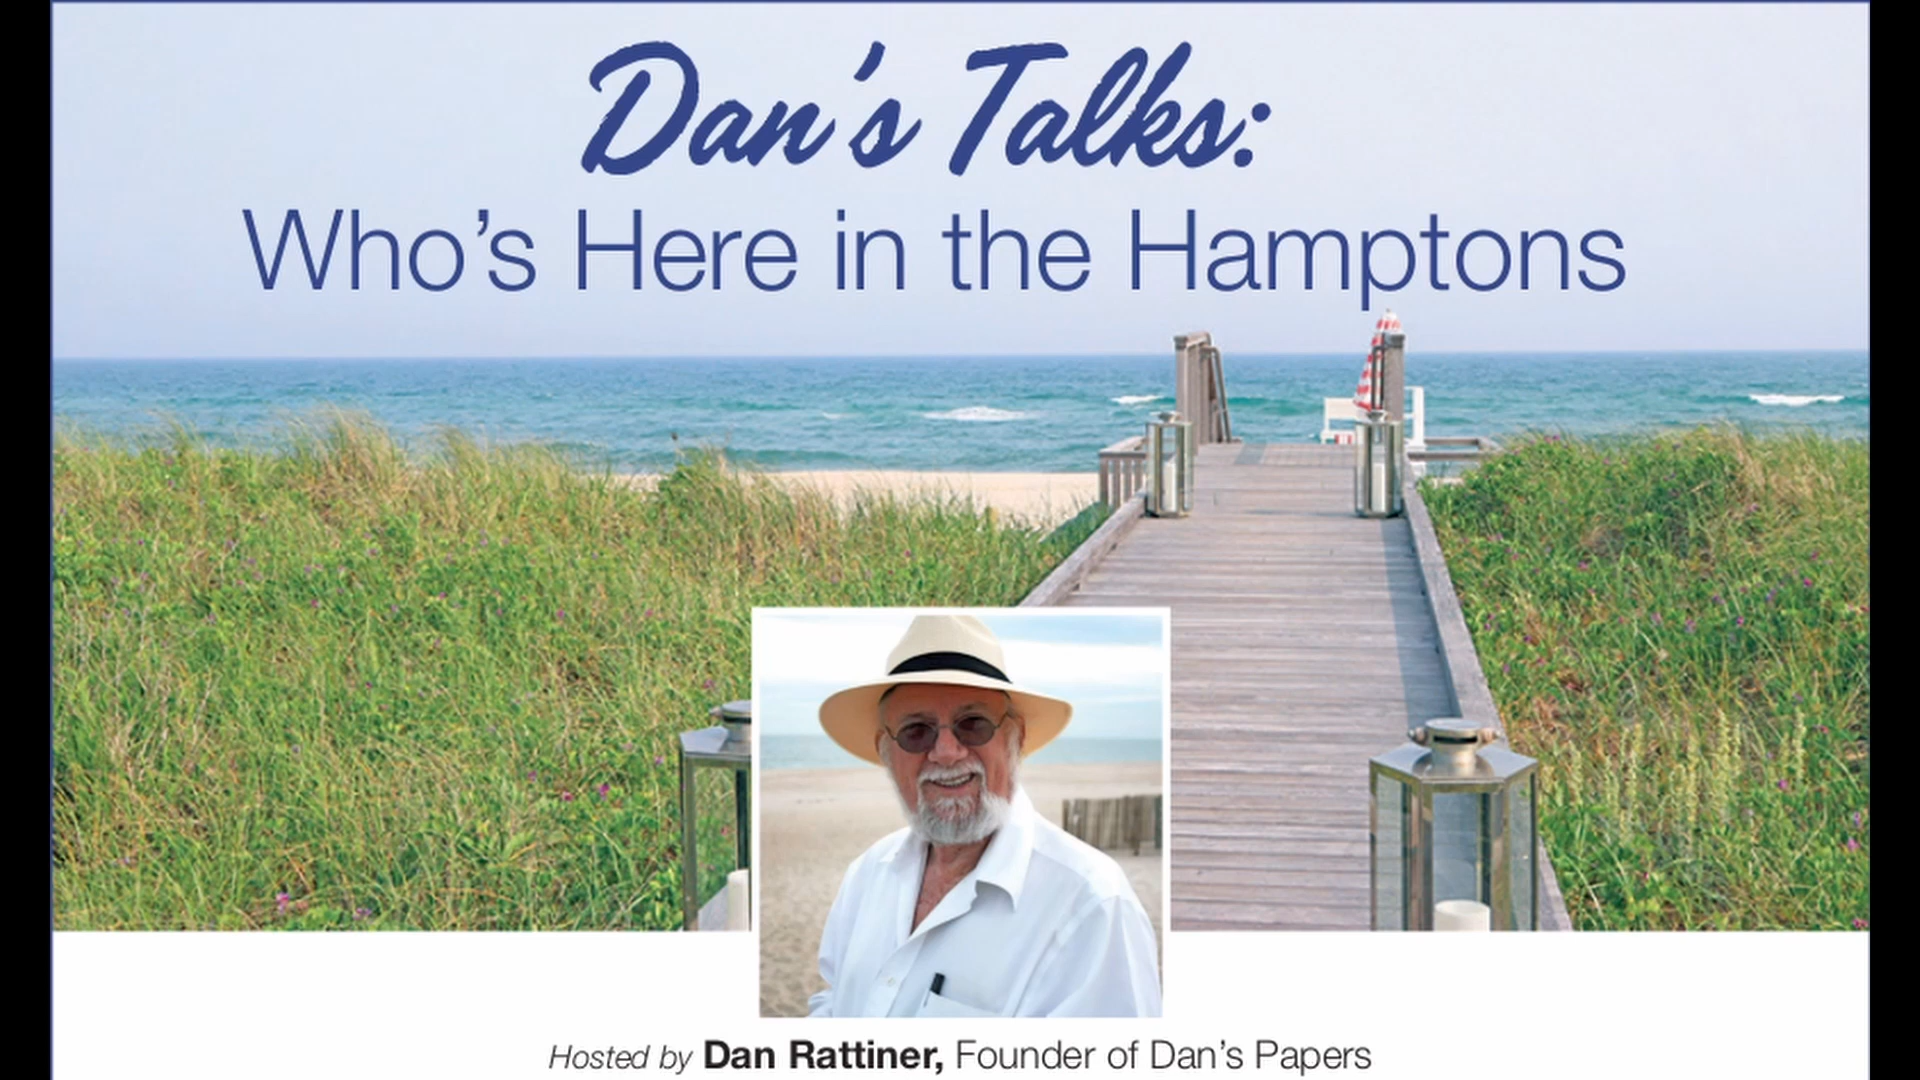 Dan's Talks:
Who's Here in the Hamptons
Hosted by Dan Rattiner, Founder of Dan's Papers